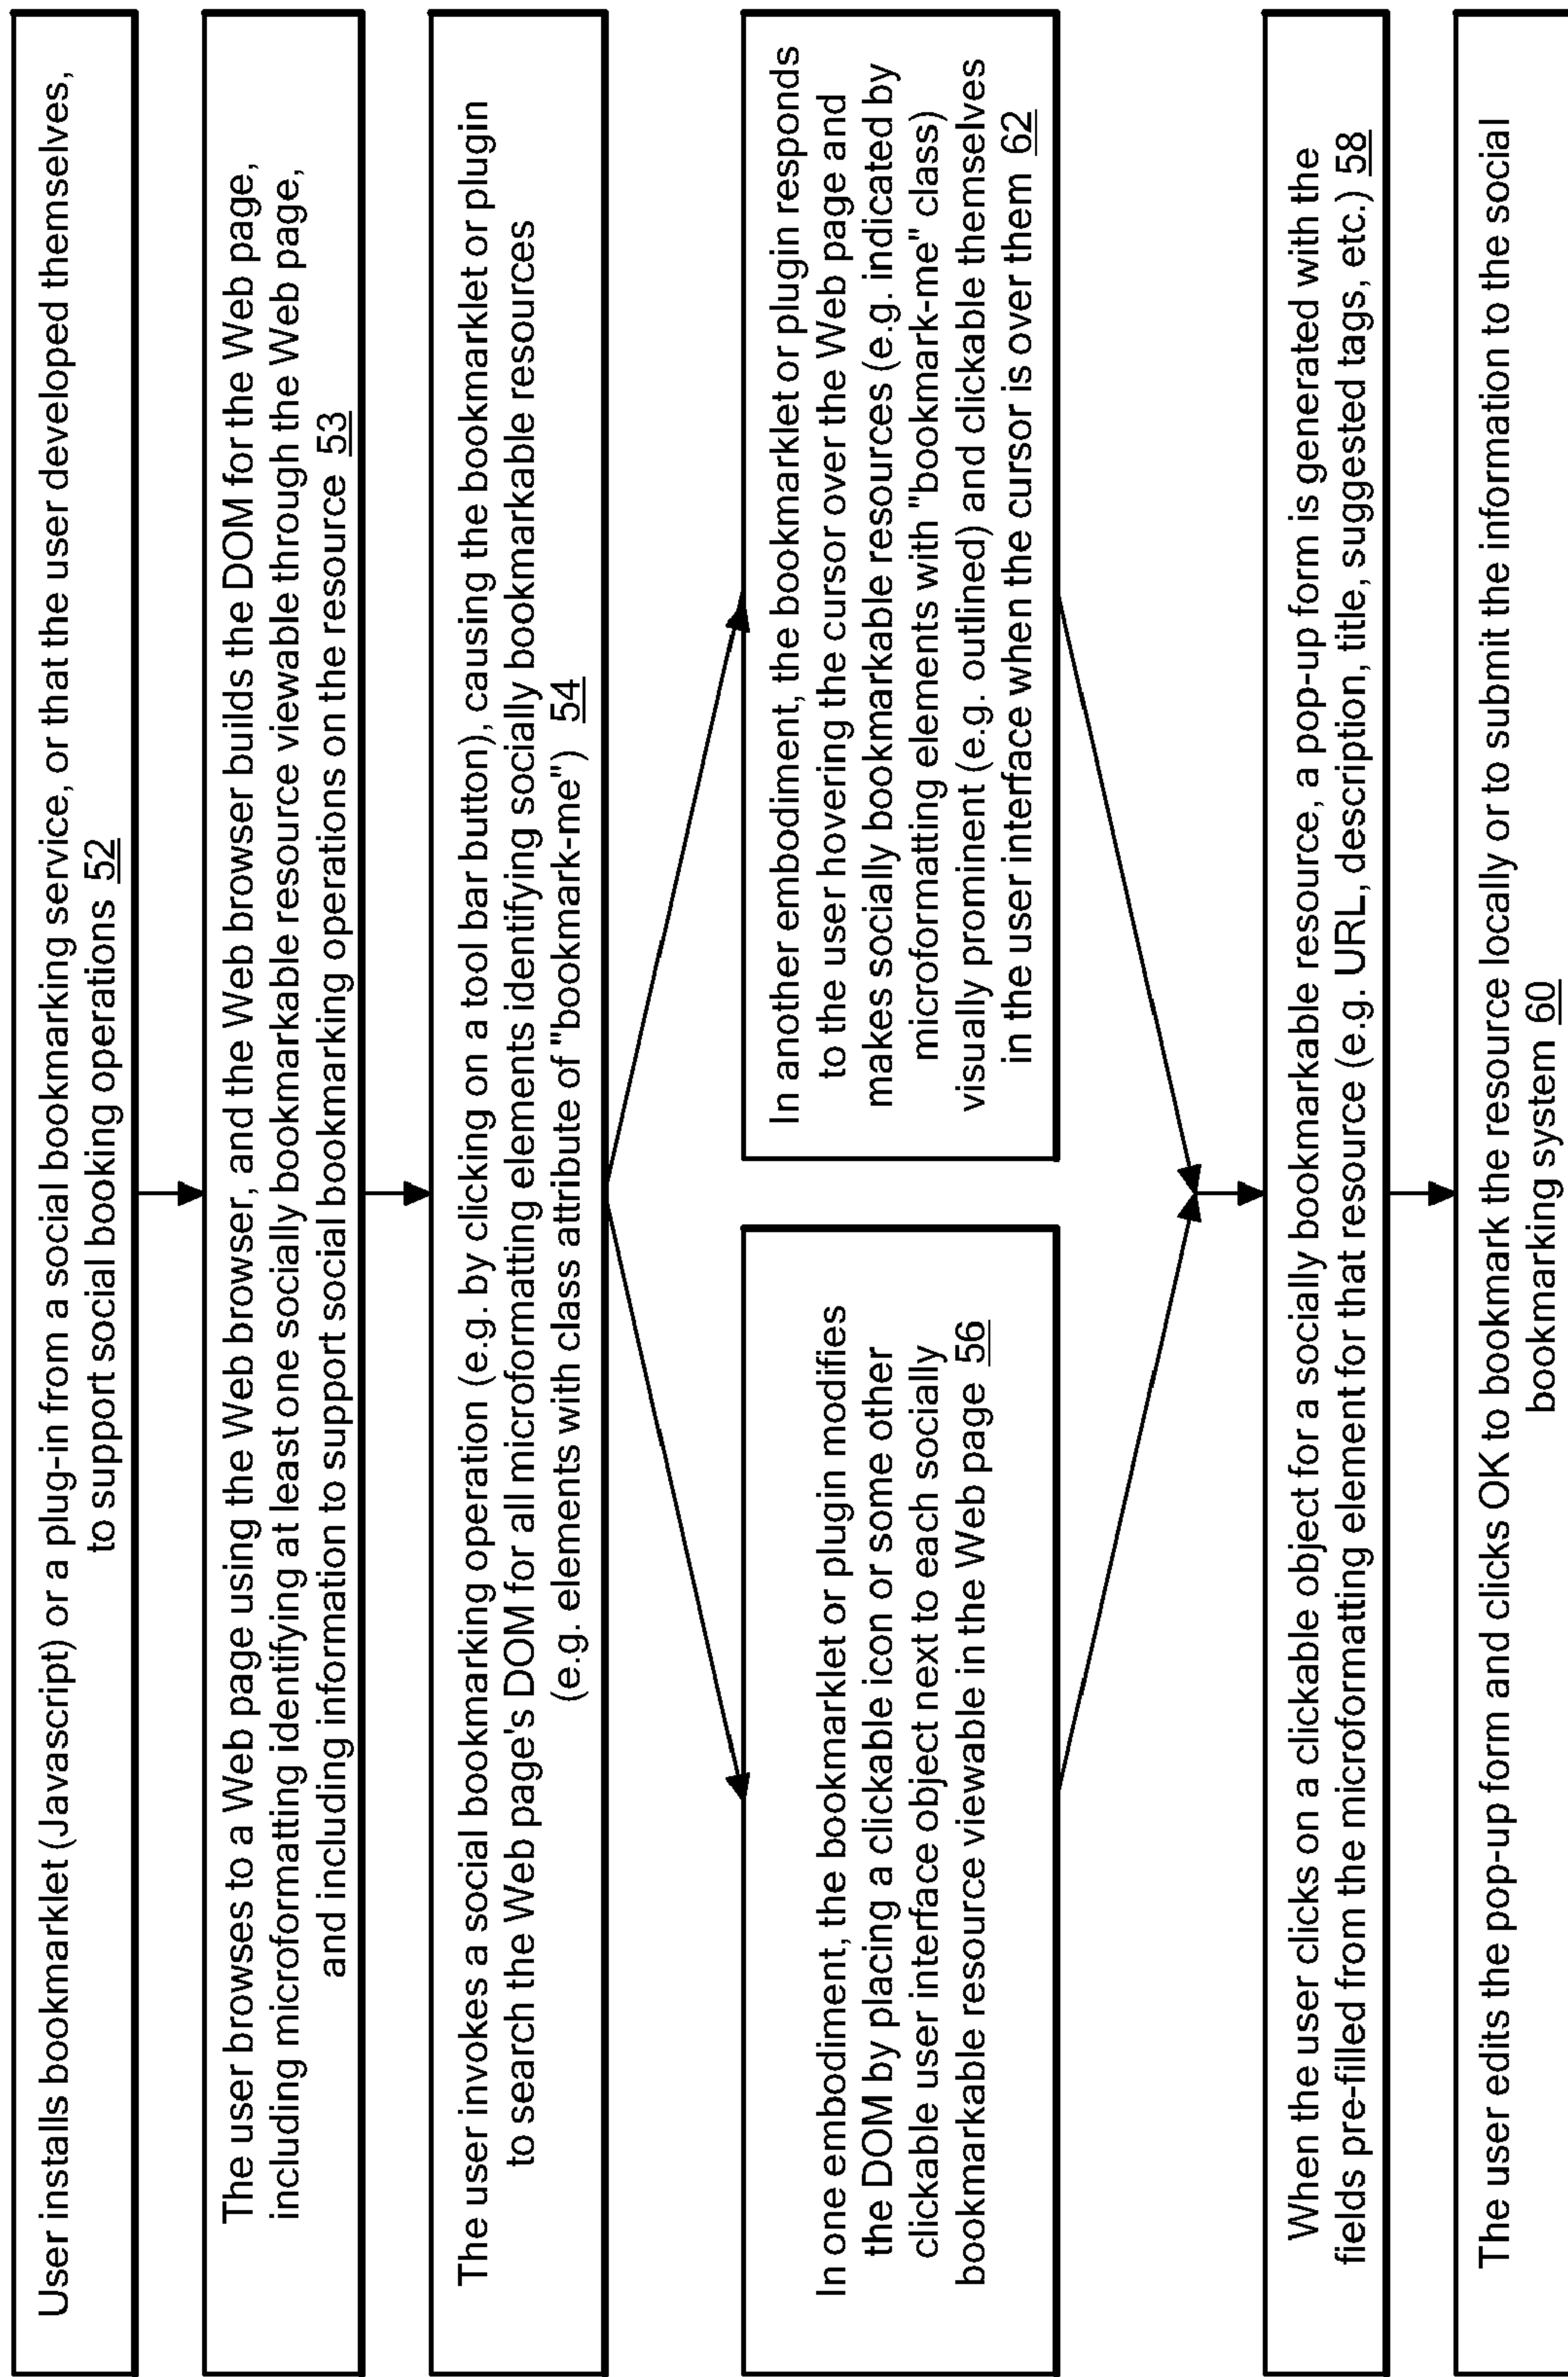 User installs bookmarklet (Javascript) or a plug-in from a social bookmarking service, or that the user developed themselves,
to support social booking operations 52
The user browses to a Web page using the Web browser, and the Web browser builds the DOM for the Web page,
including microformatting identifying at least one socially bookmarkable resource viewable through the Web page,
and including information to support social bookmarking operations on the resource 53
The user invokes a social bookmarking operation (e.g. by clicking on a tool bar button), causing the bookmarklet or plugin
to search the Web page's DOM for all microformatting elements identifying socially bookmarkable resources
(e.g. elements with class attribute of "bookmark-me") 54
In one embodiment, the bookmarklet or plugin modifies
the DOM by placing a clickable icon or some other
clickable user interface object next to each socially
bookmarkable resource viewable in the Web page 56
In another embodiment, the bookmarklet or plugin responds
to the user hovering the cursor over the Web page and
makes socially bookmarkable resources (e.g. indicated by
microformatting elements with "bookmark-me" class)
visually prominent (e.g. outlined) and clickable themselves
in the user interface when the cursor is over them 62
When the user clicks on a clickable object for a socially bookmarkable resource, a pop-up form is generated with the
fields pre-filled from the microformatting element for that resource (e.g. URL, description, title, suggested tags, etc.) 58
The user edits the pop-up form and clicks OK to bookmark the resource locally or to submit the information to the social
bookmarking system 60